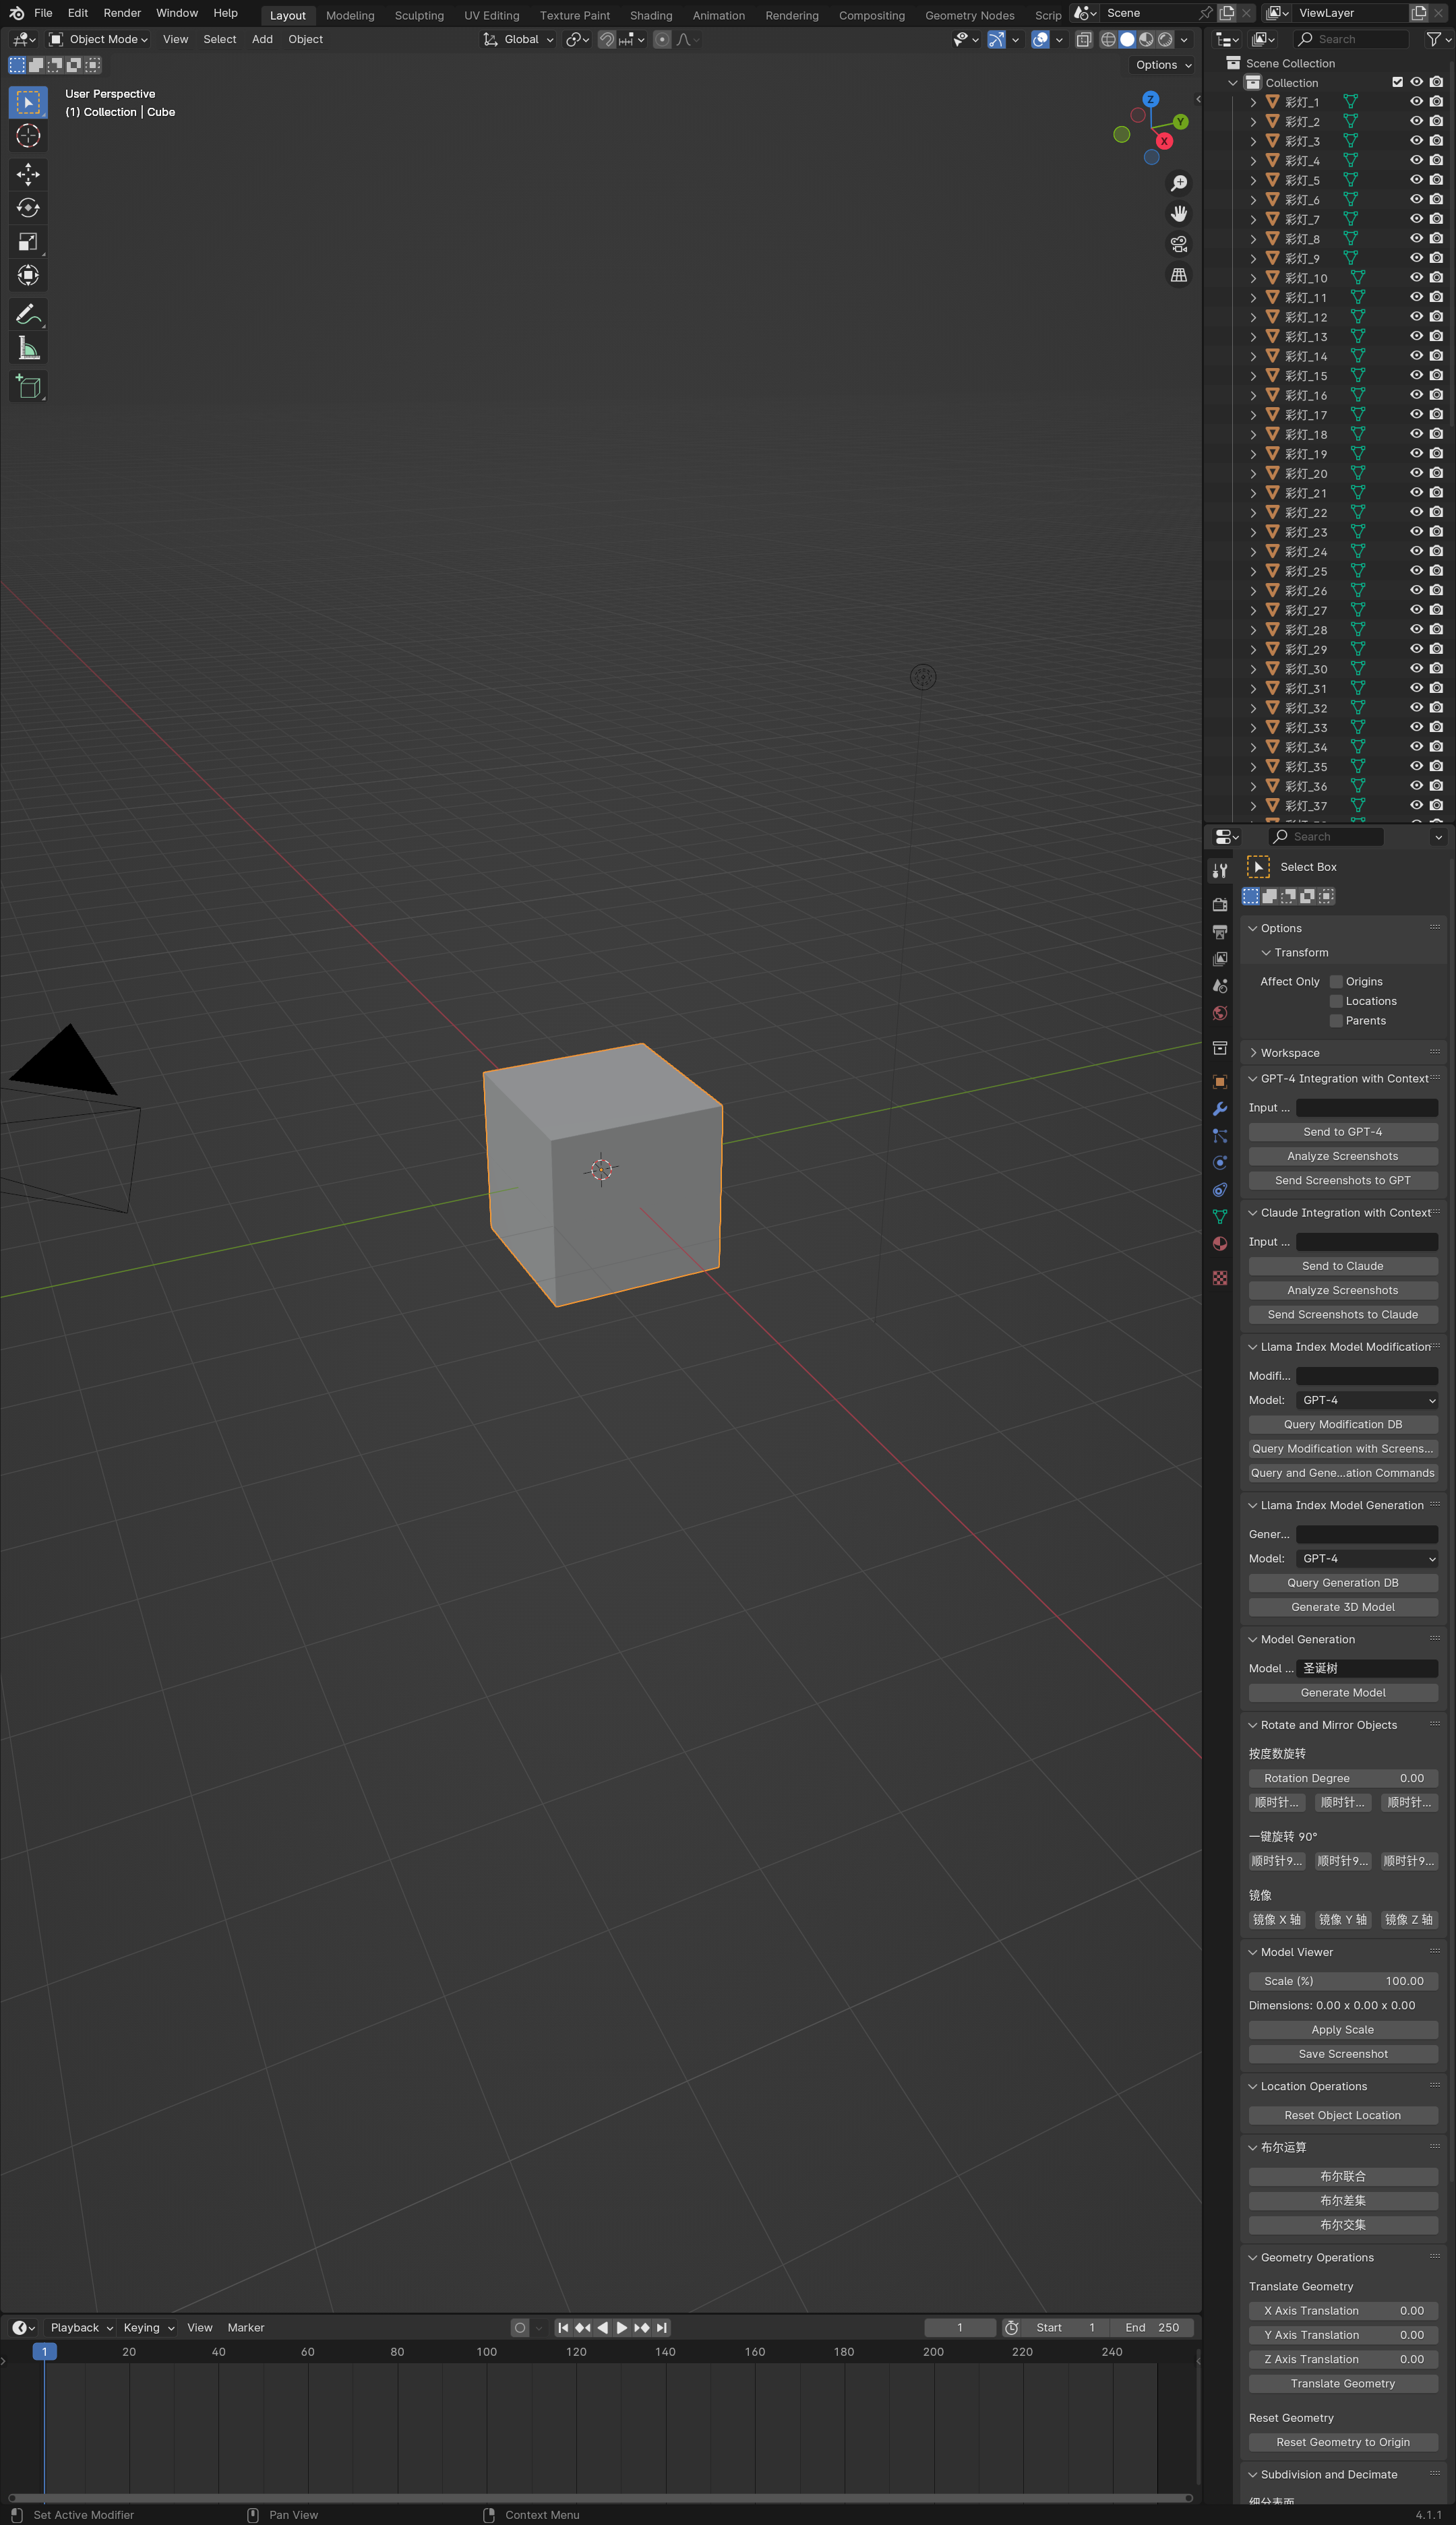 File Edit Render Window Help Layout Modeling Sculpting UV Editing Texture Paint Shading Animation Rendering Compositing Geometry Nodes Scrip Scene ViewLayer
Object Mode View Select Add Object Global
Options
User Perspective
(1) Collection | Cube
Z
Y
X
Search
Scene Collection
Collection
彩灯_1
彩灯_2
彩灯_3
彩灯_4
彩灯_5
彩灯_6
彩灯_7
彩灯_8
彩灯_9
彩灯_10
彩灯_11
彩灯_12
彩灯_13
彩灯_14
彩灯_15
彩灯_16
彩灯_17
彩灯_18
彩灯_19
彩灯_20
彩灯_21
彩灯_22
彩灯_23
彩灯_24
彩灯_25
彩灯_26
彩灯_27
彩灯_28
彩灯_29
彩灯_30
彩灯_31
彩灯_32
彩灯_33
彩灯_34
彩灯_35
彩灯_36
彩灯_37
Search
Select Box
Options
Transform
Affect Only Origins
Locations
Parents
Workspace
GPT-4 Integration with Context
Input ...
Send to GPT-4
Analyze Screenshots
Send Screenshots to GPT
Claude Integration with Context
Input ...
Send to Claude
Analyze Screenshots
Send Screenshots to Claude
Llama Index Model Modification
Modifi...
Model: GPT-4
Query Modification DB
Query Modification with Screens...
Query and Gene...ation Commands
Llama Index Model Generation
Gener...
Model: GPT-4
Query Generation DB
Generate 3D Model
Model Generation
Model ... 圣诞树
Generate Model
Rotate and Mirror Objects
按度数旋转
Rotation Degree 0.00
顺时针... 顺时针... 顺时针...
一键旋转 90°
顺时针9... 顺时针9... 顺时针9...
镜像
镜像 X 轴 镜像 Y 轴 镜像 Z 轴
Model Viewer
Scale (%) 100.00
Dimensions: 0.00 x 0.00 x 0.00
Apply Scale
Save Screenshot
Location Operations
Reset Object Location
布尔运算
布尔联合
布尔差集
布尔交集
Geometry Operations
Translate Geometry
X Axis Translation 0.00
Y Axis Translation 0.00
Z Axis Translation 0.00
Translate Geometry
Reset Geometry
Reset Geometry to Origin
Subdivision and Decimate
Playback Keying View Marker 1 Start 1 End 250
1 20 40 60 80 100 120 140 160 180 200 220 240
Set Active Modifier Pan View Context Menu 4.1.1